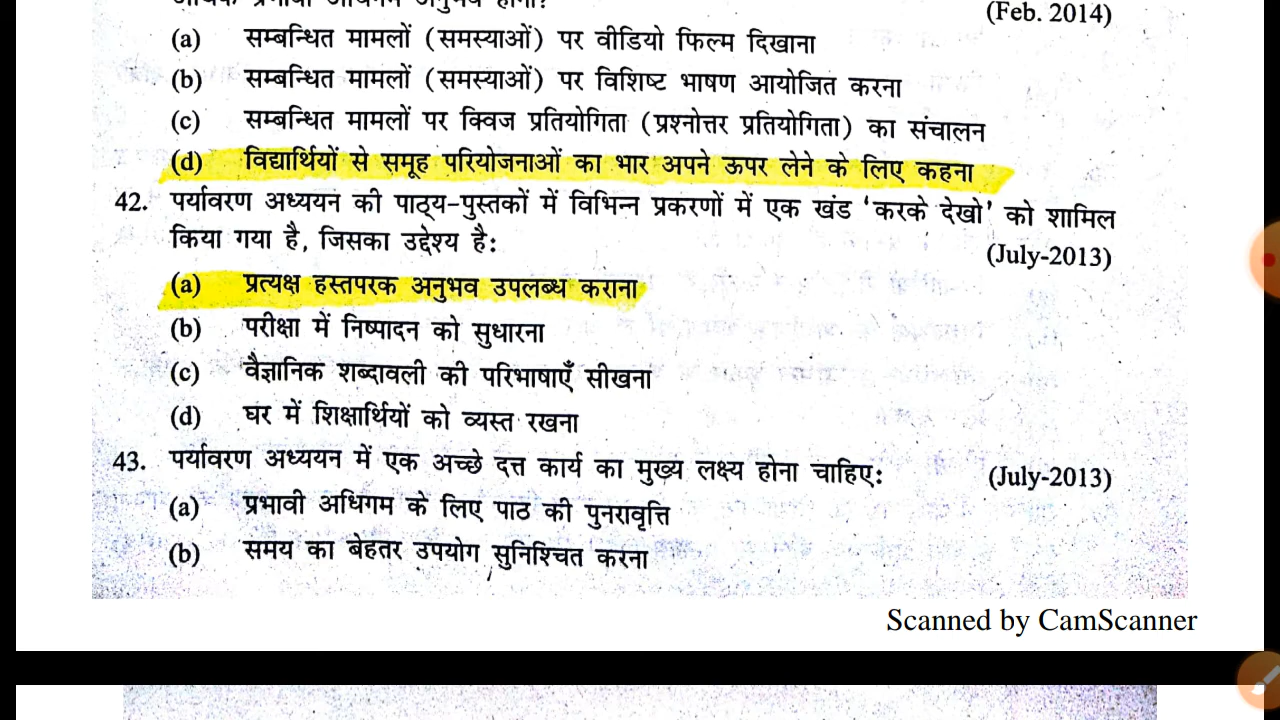 (Feb. 2014)
(a) सम्बन्धित मामलों (समस्याओं) पर वीडियो फिल्म दिखाना
(b) सम्बन्धित मामलों (समस्याओं) पर विशिष्ट भाषण आयोजित करना
(c) सम्बन्धित मामलों पर क्विज प्रतियोगिता (प्रश्नोत्तर प्रतियोगिता) का संचालन
(d) विद्यार्थियों से समूह परियोजनाओं का भार अपने ऊपर लेने के लिए कहना
42. पर्यावरण अध्ययन की पाठ्य-पुस्तकों में विभिन्न प्रकरणों में एक खंड 'करके देखो' को शामिल
किया गया है, जिसका उद्देश्य है: (July-2013)
(a) प्रत्यक्ष हस्तपरक अनुभव उपलब्ध कराना
(b) परीक्षा में निष्पादन को सुधारना
(c) वैज्ञानिक शब्दावली की परिभाषाएँ सीखना
(d) घर में शिक्षार्थियों को व्यस्त रखना
43. पर्यावरण अध्ययन में एक अच्छे दत्त कार्य का मुख्य लक्ष्य होना चाहिए: (July-2013)
(a) प्रभावी अधिगम के लिए पाठ की पुनरावृत्ति
(b) समय का बेहतर उपयोग सुनिश्चित करना
Scanned by CamScanner